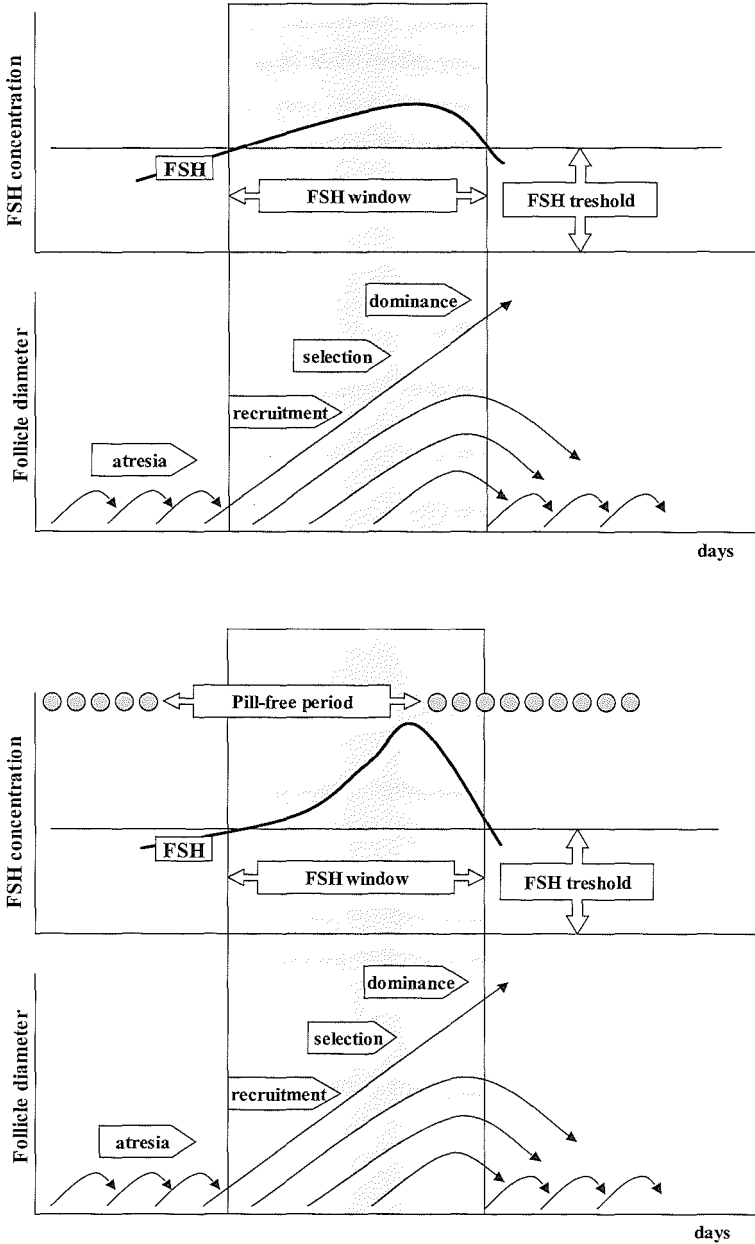 FSH concentration
FSH
FSH window
FSH treshold
Follicle diameter
dominance
selection
recruitment
atresia
days
Pill-free period
FSH concentration
FSH
FSH window
FSH treshold
Follicle diameter
dominance
selection
recruitment
atresia
days